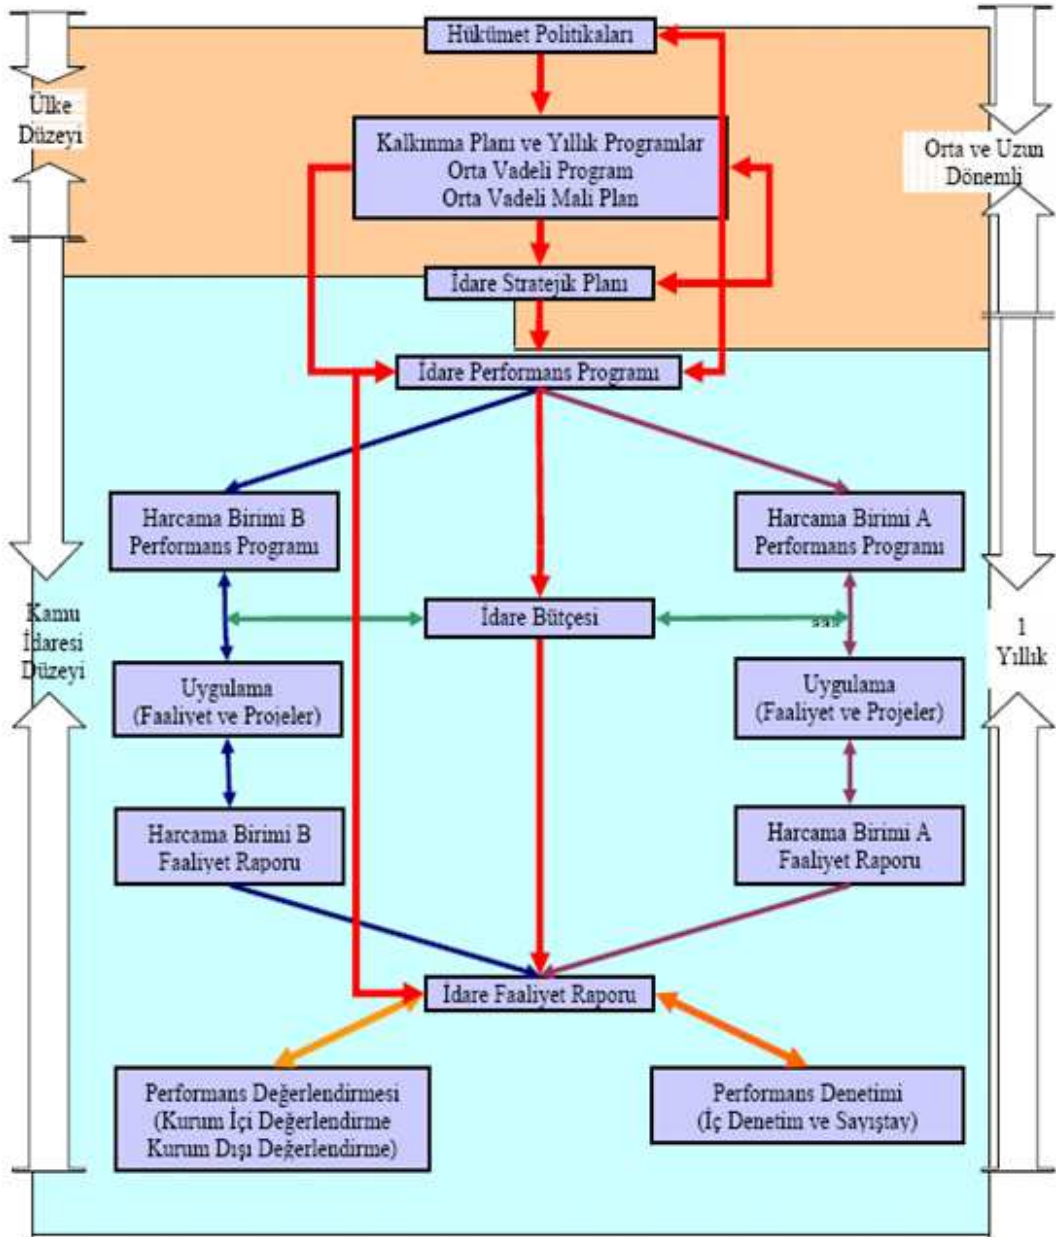 Hükümet Politikaları
Ülke
Düzeyi
Kalkınma Planı ve Yıllık Programlar
Orta Vadeli Program
Orta Vadeli Mali Plan
Orta ve Uzun
Dönemli
İdare Stratejik Planı
İdare Performans Programı
Harcama Birimi B
Performans Programı
Harcama Birimi A
Performans Programı
Kamu
İdaresi
Düzeyi
İdare Bütçesi
1
Yıllık
Uygulama
(Faaliyet ve Projeler)
Uygulama
(Faaliyet ve Projeler)
Harcama Birimi B
Faaliyet Raporu
Harcama Birimi A
Faaliyet Raporu
İdare Faaliyet Raporu
Performans Değerlendirmesi
(Kurum İçi Değerlendirme
Kurum Dışı Değerlendirme)
Performans Denetimi
(İç Denetim ve Sayıştay)